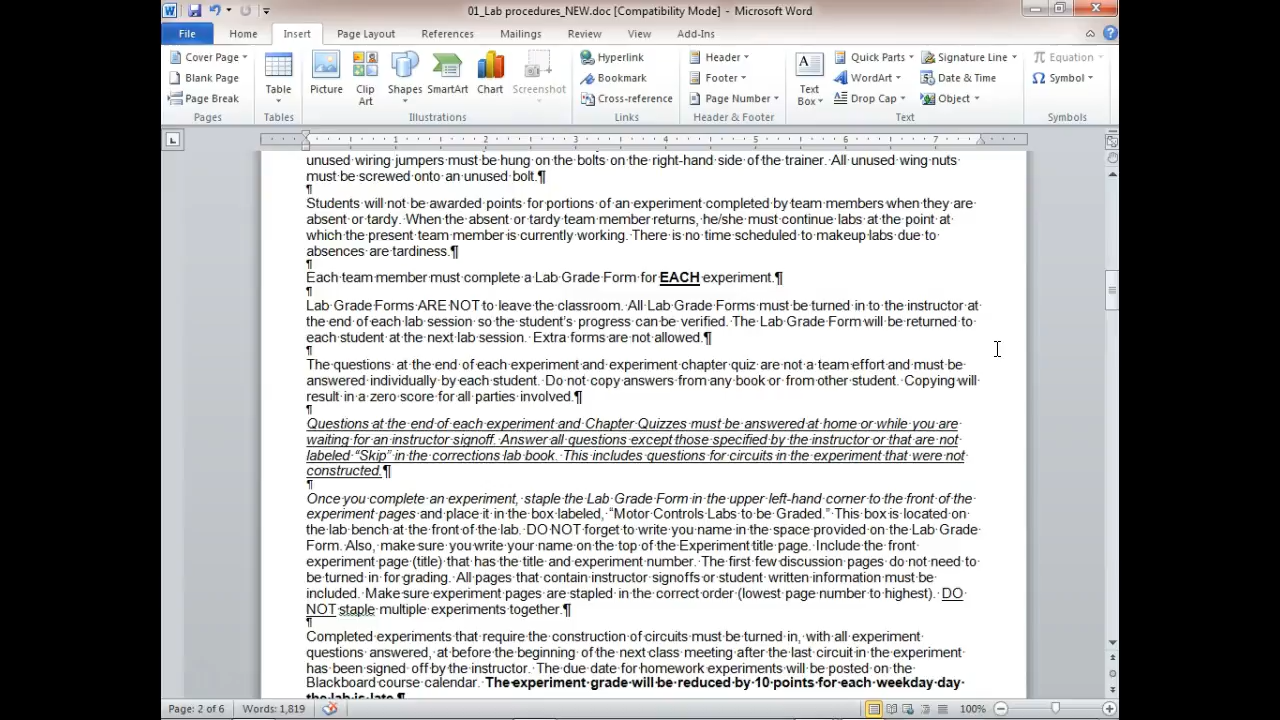 01_Lab procedures_NEW.doc [Compatibility Mode] - Microsoft Word
File Home Insert Page Layout References Mailings Review View Add-Ins
Cover Page
Blank Page
Page Break
Pages
Table
Tables
Picture
Clip Art
Shapes
SmartArt
Chart
Screenshot
Illustrations
Hyperlink
Bookmark
Cross-reference
Links
Header
Footer
Page Number
Header & Footer
Text Box
Quick Parts
WordArt
Drop Cap
Signature Line
Date & Time
Object
Text
Equation
Symbol
Symbols
1 2 3 4 5 6 7
unused wiring jumpers must be hung on the bolts on the right-hand side of the trainer. All unused wing nuts
must be screwed onto an unused bolt.¶
¶
Students will not be awarded points for portions of an experiment completed by team members when they are
absent or tardy. When the absent or tardy team member returns, he/she must continue labs at the point at
which the present team member is currently working. There is no time scheduled to makeup labs due to
absences are tardiness.¶
¶
Each team member must complete a Lab Grade Form for EACH experiment.¶
¶
Lab Grade Forms ARE NOT to leave the classroom. All Lab Grade Forms must be turned in to the instructor at
the end of each lab session so the student's progress can be verified. The Lab Grade Form will be returned to
each student at the next lab session. Extra forms are not allowed.¶
¶
The questions at the end of each experiment and experiment chapter quiz are not a team effort and must be
answered individually by each student. Do not copy answers from any book or from other student. Copying will
result in a zero score for all parties involved.¶
¶
Questions at the end of each experiment and Chapter Quizzes must be answered at home or while you are
waiting for an instructor signoff. Answer all questions except those specified by the instructor or that are not
labeled “Skip” in the corrections lab book. This includes questions for circuits in the experiment that were not
constructed.¶
¶
Once you complete an experiment, staple the Lab Grade Form in the upper left-hand corner to the front of the
experiment pages and place it in the box labeled, “Motor Controls Labs to be Graded.” This box is located on
the lab bench at the front of the lab. DO NOT forget to write you name in the space provided on the Lab Grade
Form. Also, make sure you write your name on the top of the Experiment title page. Include the front
experiment page (title) that has the title and experiment number. The first few discussion pages do not need to
be turned in for grading. All pages that contain instructor signoffs or student written information must be
included. Make sure experiment pages are stapled in the correct order (lowest page number to highest). DO
NOT staple multiple experiments together.¶
¶
Completed experiments that require the construction of circuits must be turned in, with all experiment
questions answered, at before the beginning of the next class meeting after the last circuit in the experiment
has been signed off by the instructor. The due date for homework experiments will be posted on the
Blackboard course calendar. The experiment grade will be reduced by 10 points for each weekday day
the lab is late.¶
Page: 2 of 6 Words: 1,819 100%